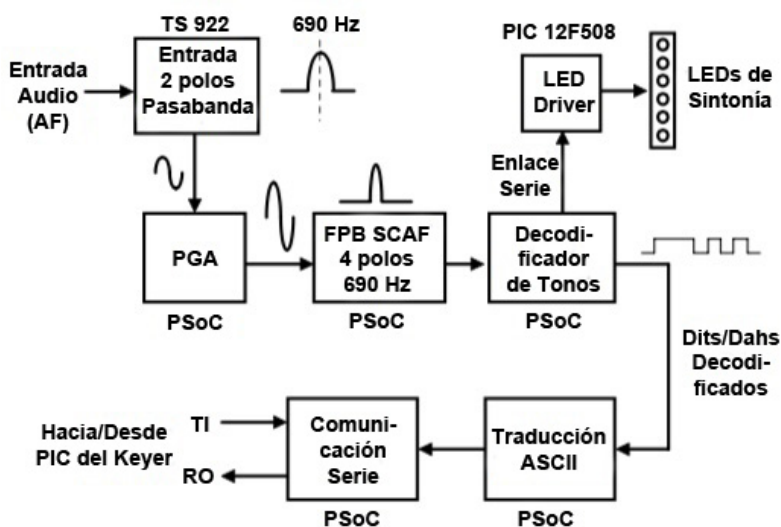 TS 922
690 Hz
PIC 12F508
Entrada
Audio
(AF)
Entrada
2 polos
Pasabanda
LED
Driver
LEDs de
Sintonía
Enlace
Serie
PGA
PSoC
FPB SCAF
4 polos
690 Hz
PSoC
Decodi-
ficador
de Tonos
PSoC
Dits/Dahs
Decodi-
ficados
Hacia/Desde
PIC del Keyer
TI
RO
Comuni-
cación
Serie
PSoC
Traducción
ASCII
PSoC